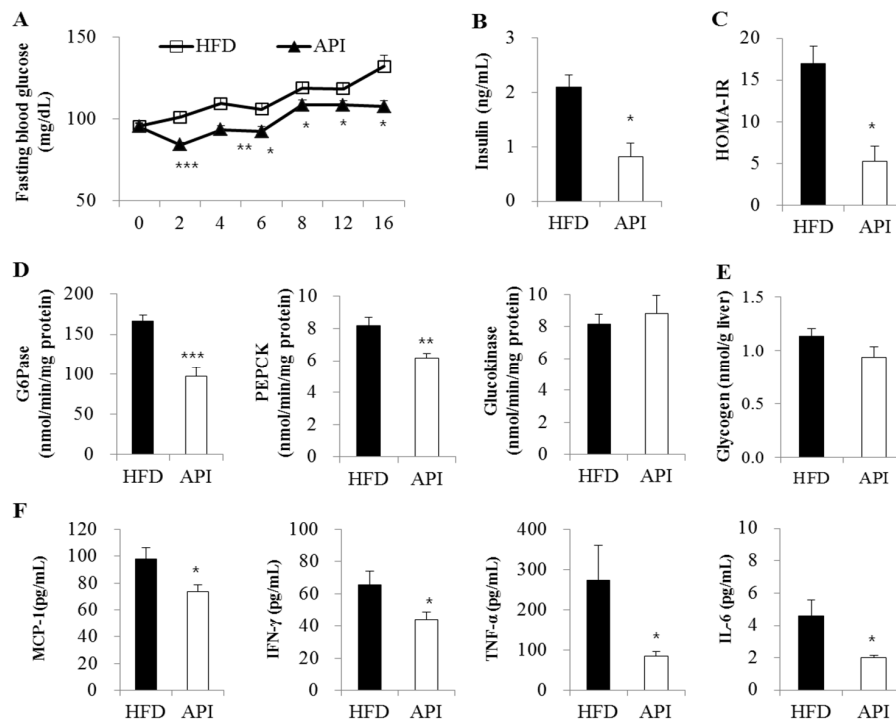 A
HFD API
Fasting blood glucose
(mg/dL)
150
100
50
0 2 4 6 8 12 16
*** ** * * * *
B
Insulin (ng/mL)
3
2
1
0
*
HFD API
C
HOMA-IR
20
15
10
5
0
*
HFD API
D
G6Pase
(nmol/min/mg protein)
200
150
100
50
0
***
HFD API
PEPCK
(nmol/min/mg protein)
8
6
4
2
0
**
HFD API
Glucokinase
(nmol/min/mg protein)
10
8
6
4
2
0
HFD API
E
Glycogen (nmol/g liver)
1.5
1.0
0.5
0.0
HFD API
F
MCP-1(pg/mL)
120
100
80
60
40
20
0
*
HFD API
IFN-γ (pg/mL)
100
80
60
40
20
0
*
HFD API
TNF-α (pg/mL)
400
300
200
100
0
*
HFD API
IL-6 (pg/mL)
10
8
6
4
2
0
*
HFD API